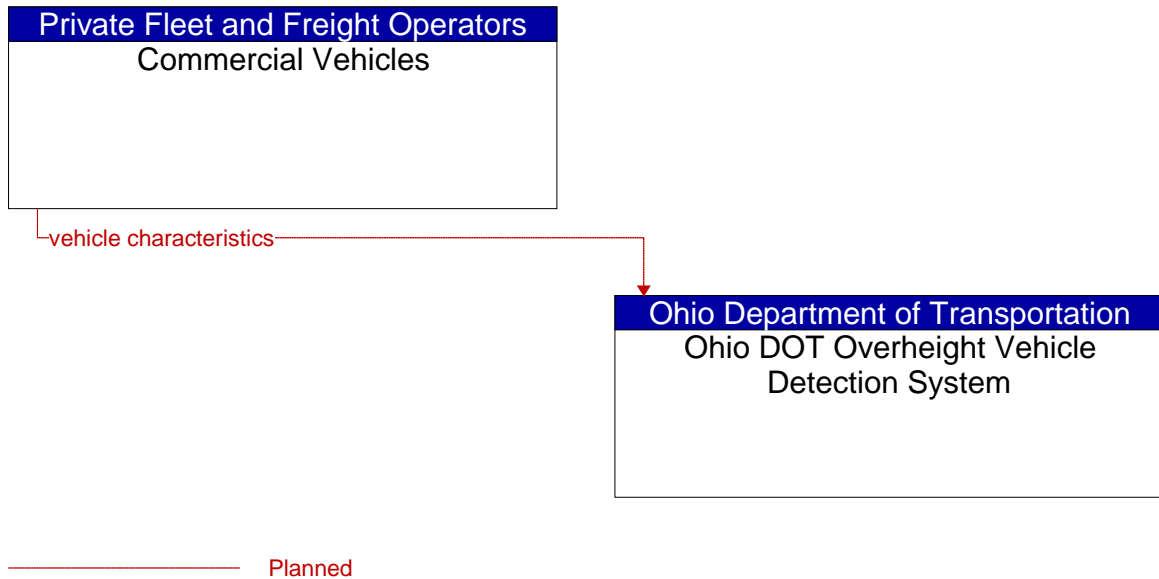 Private Fleet and Freight Operators
Commercial Vehicles
vehicle characteristics
Ohio Department of Transportation
Ohio DOT Overheight Vehicle
Detection System
Planned